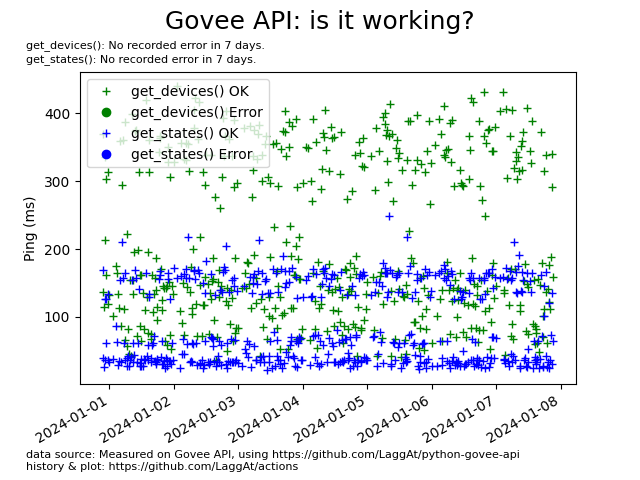 Govee API: is it working?
get_devices(): No recorded error in 7 days.
get_states(): No recorded error in 7 days.
get_devices() OK
get_devices() Error
get_states() OK
get_states() Error
Ping (ms)
400
300
200
100
2024-01-01
2024-01-02
2024-01-03
2024-01-04
2024-01-05
2024-01-06
2024-01-07
2024-01-08
data source: Measured on Govee API, using https://github.com/LaggAt/python-govee-api
history & plot: https://github.com/LaggAt/actions